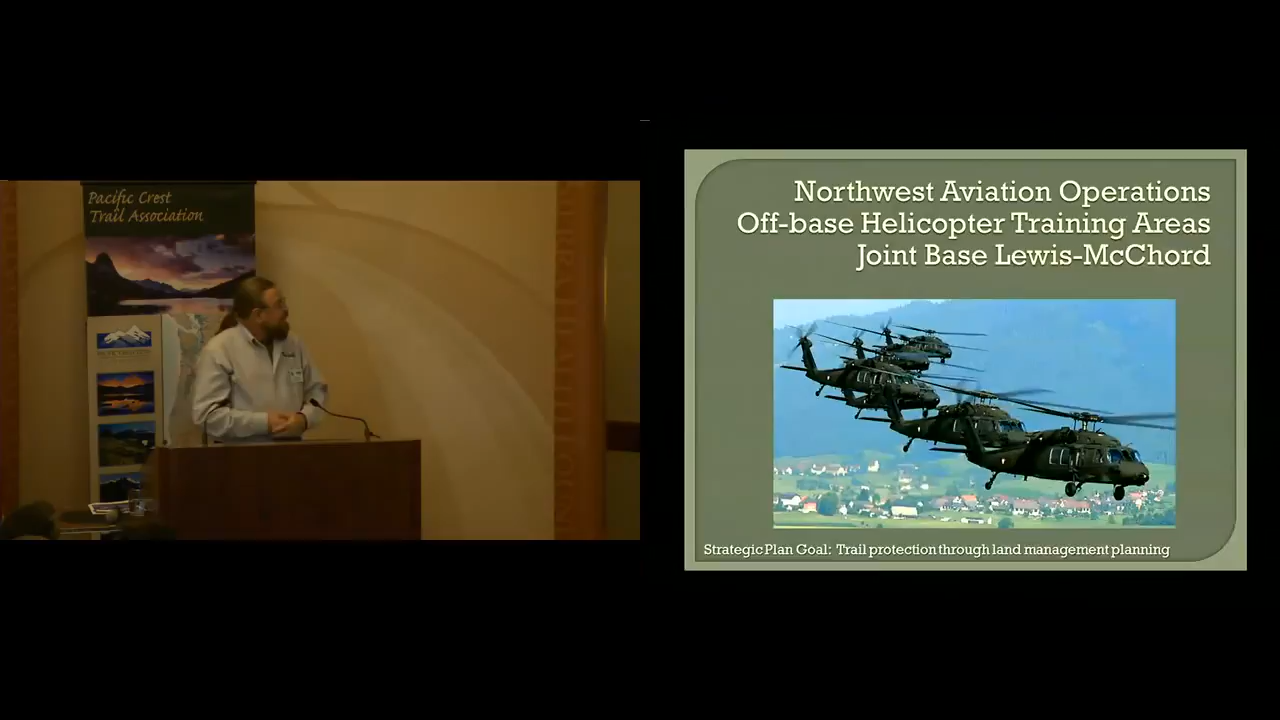 Pacific Crest
Trail Association
Northwest Aviation Operations
Off-base Helicopter Training Areas
Joint Base Lewis-McChord
Strategic Plan Goal: Trail protection through land management planning